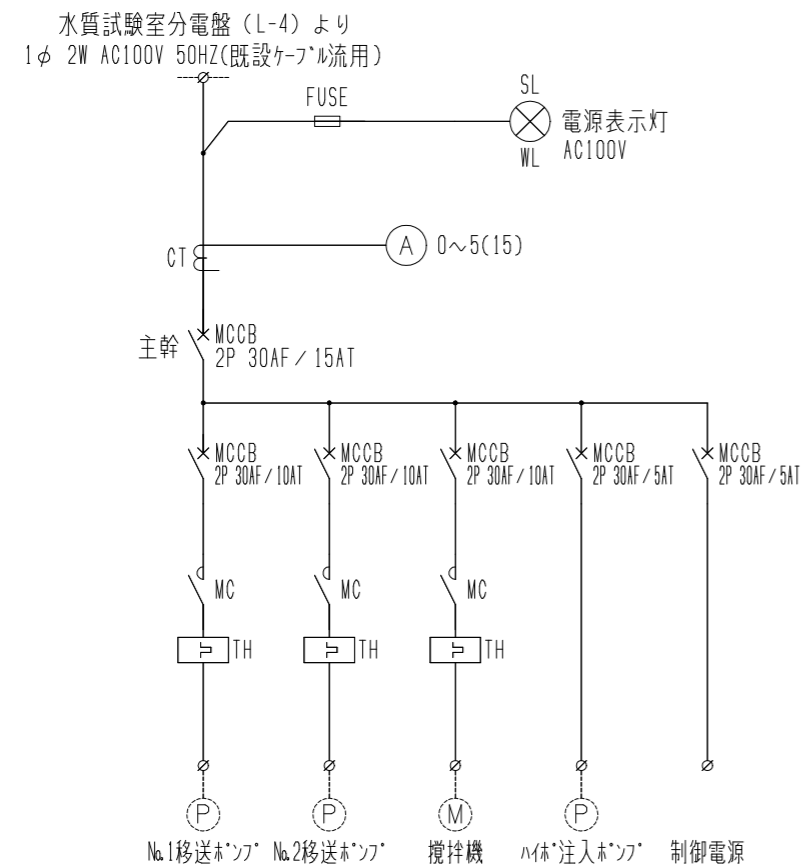 水質試験室分電盤（L-4）より
1φ 2W AC100V 50HZ(既設ｹｰﾌﾞﾙ流用)
FUSE
SL
電源表示灯
WL
AC100V
CT
A
0～5(15)
主幹
MCCB
2P 30AF／15AT
MCCB
2P 30AF／10AT
MCCB
2P 30AF／10AT
MCCB
2P 30AF／10AT
MCCB
2P 30AF／5AT
MCCB
2P 30AF／5AT
MC
MC
MC
TH
TH
TH
P
P
M
P
№1移送ﾎﾟﾝﾌﾟ
№2移送ﾎﾟﾝﾌﾟ
攪拌機
ﾊｲﾎﾟ注入ﾎﾟﾝﾌﾟ
制御電源